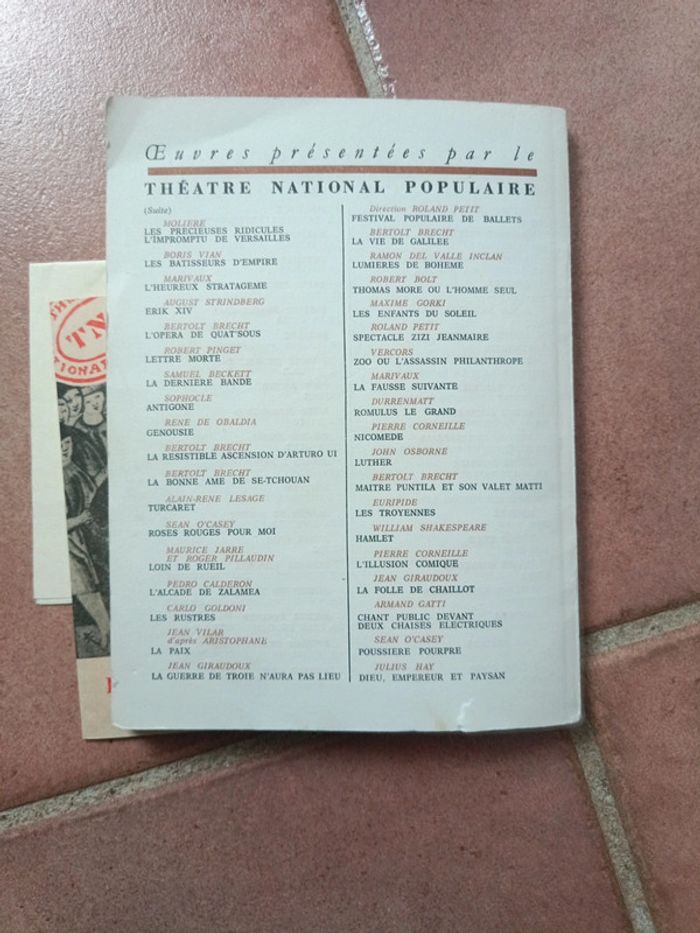 Œuvres présentées par le
THÉATRE NATIONAL POPULAIRE
(Suite)
MOLIERE
LES PRECIEUSES RIDICULES
L'IMPROMPTU DE VERSAILLES
BORIS VIAN
LES BATISSEURS D'EMPIRE
MARIVAUX
L'HEUREUX STRATAGEME
AUGUST STRINDBERG
ERIK XIV
BERTOLT BRECHT
L'OPERA DE QUAT'SOUS
ROBERT PINGET
LETTRE MORTE
SAMUEL BECKETT
LA DERNIÈRE BANDE
SOPHOCLE
ANTIGONE
RENE DE OBALDIA
GENOUSIE
BERTOLT BRECHT
LA RESISTIBLE ASCENSION D'ARTURO UI
BERTOLT BRECHT
LA BONNE AME DE SE-TCHOUAN
ALAIN-RENE LESAGE
TURCARET
SEAN O'CASEY
ROSES ROUGES POUR MOI
MAURICE JARRE
ET ROGER PILLAUDIN
LOIN DE RUEIL
PEDRO CALDERON
L'ALCADE DE ZALAMEA
CARLO GOLDONI
LES RUSTRES
JEAN VILAR
d'après ARISTOPHANE
LA PAIX
JEAN GIRAUDOUX
LA GUERRE DE TROIE N'AURA PAS LIEU
Direction ROLAND PETIT
FESTIVAL POPULAIRE DE BALLETS
BERTOLT BRECHT
LA VIE DE GALILEE
RAMON DEL VALLE INCLAN
LUMIERES DE BOHEME
ROBERT BOLT
THOMAS MORE OU L'HOMME SEUL
MAXIME GORKI
LES ENFANTS DU SOLEIL
ROLAND PETIT
SPECTACLE ZIZI JEANMAIRE
VERCORS
ZOO OU L'ASSASSIN PHILANTHROPE
MARIVAUX
LA FAUSSE SUIVANTE
DURRENMATT
ROMULUS LE GRAND
PIERRE CORNEILLE
NICOMEDE
JOHN OSBORNE
LUTHER
BERTOLT BRECHT
MAITRE PUNTILA ET SON VALET MATTI
EURIPIDE
LES TROYENNES
WILLIAM SHAKESPEARE
HAMLET
PIERRE CORNEILLE
L'ILLUSION COMIQUE
JEAN GIRAUDOUX
LA FOLLE DE CHAILLOT
ARMAND GATTI
CHANT PUBLIC DEVANT
DEUX CHAISES ELECTRIQUES
SEAN O'CASEY
POUSSIERE POURPRE
JULIUS HAY
DIEU, EMPEREUR ET PAYSAN
TN